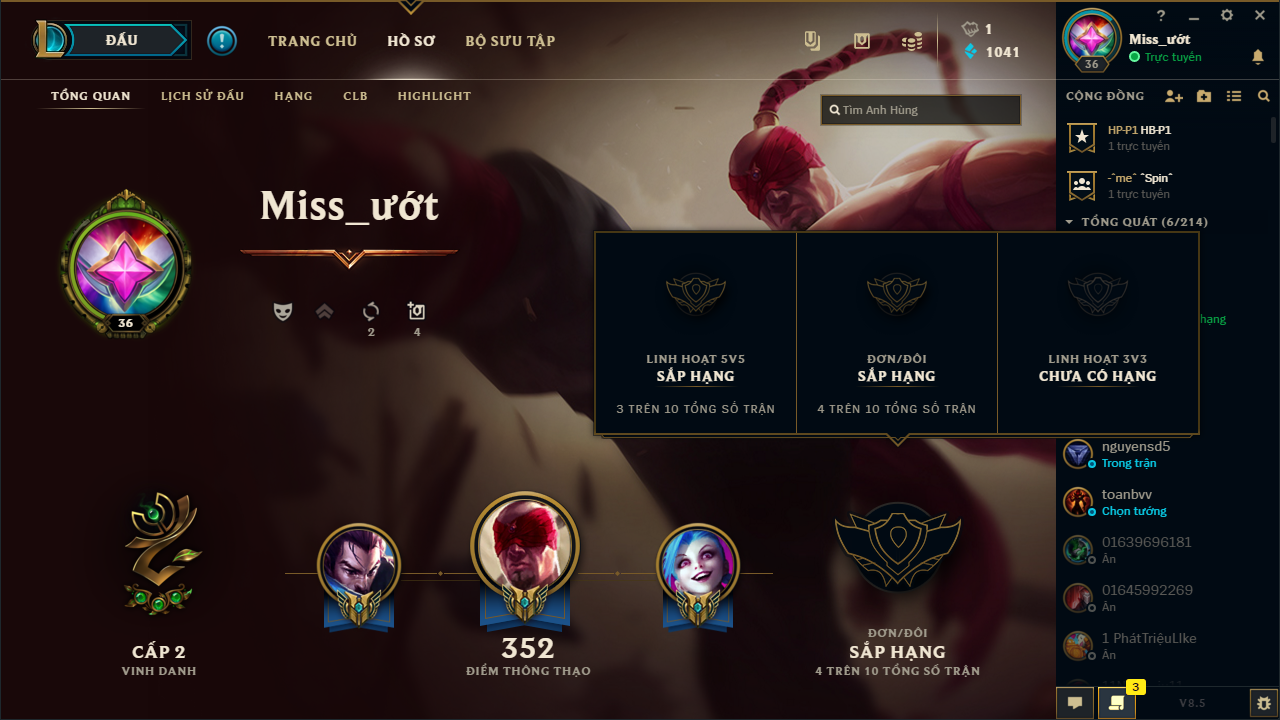 ĐẤU
TRANG CHỦ
HỒ SƠ
BỘ SƯU TẬP
1
1041
?
Miss_ướt
Trực tuyến
36
TỔNG QUAN
LỊCH SỬ ĐẤU
HẠNG
CLB
HIGHLIGHT
Tìm Anh Hùng
CỘNG ĐỒNG
HP-P1 HB-P1
1 trực tuyến
-ˆmeˆ ˆSpinˆ
1 trực tuyến
TỔNG QUÁT (6/214)
Miss_ướt
36
2
4
LINH HOẠT 5V5
SẮP HẠNG
3 TRÊN 10 TỔNG SỐ TRẬN
ĐƠN/ĐÔI
SẮP HẠNG
4 TRÊN 10 TỔNG SỐ TRẬN
LINH HOẠT 3V3
CHƯA CÓ HẠNG
hạng
nguyensd5
Trong trận
toanbvv
Chọn tướng
01639696181
Ẩn
01645992269
Ẩn
1 PhátTriệuLIke
Ẩn
CẤP 2
VINH DANH
352
ĐIỂM THÔNG THẠO
ĐƠN/ĐÔI
SẮP HẠNG
4 TRÊN 10 TỔNG SỐ TRẬN
3
V8.5